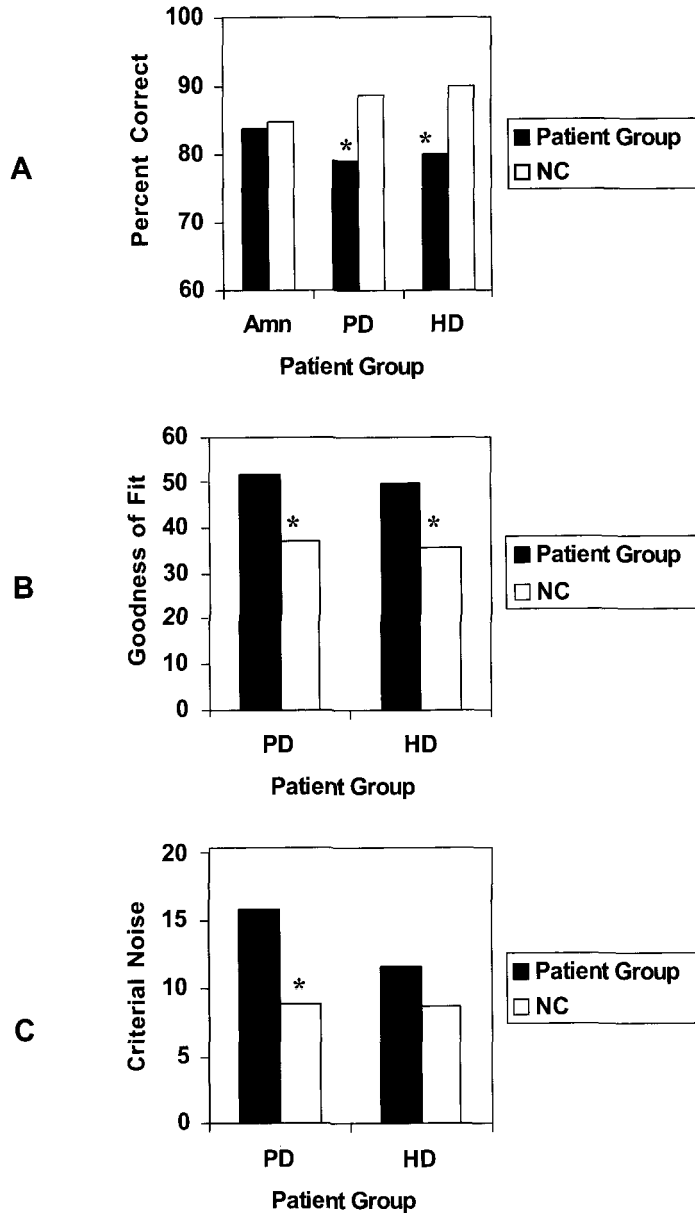 A
Percent Correct
100
90
80
70
60
*
*
Amn PD HD
Patient Group
Patient Group
NC
B
Goodness of Fit
60
50
40
30
20
10
0
*
*
PD HD
Patient Group
Patient Group
NC
C
Criterial Noise
20
15
10
5
0
*
PD HD
Patient Group
Patient Group
NC